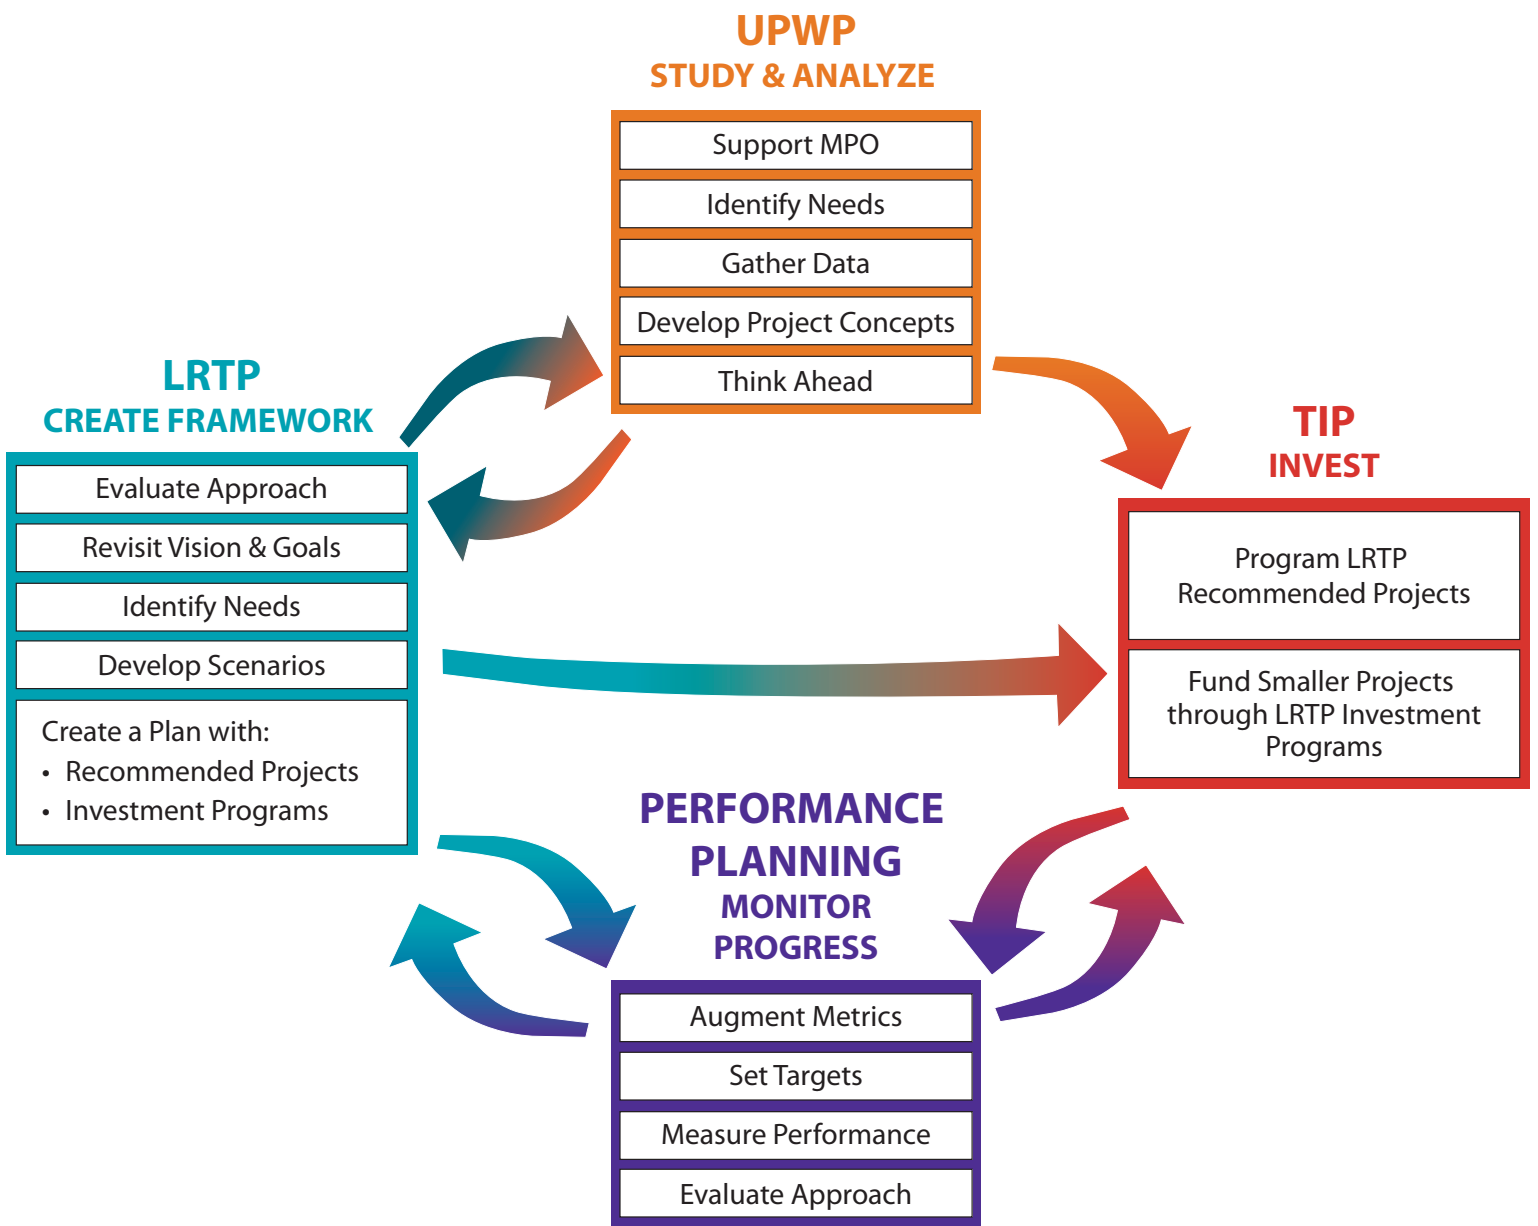 UPWP
STUDY & ANALYZE
Support MPO
Identify Needs
Gather Data
Develop Project Concepts
Think Ahead
LRTP
CREATE FRAMEWORK
Evaluate Approach
Revisit Vision & Goals
Identify Needs
Develop Scenarios
Create a Plan with:
• Recommended Projects
• Investment Programs
TIP
INVEST
Program LRTP
Recommended Projects
Fund Smaller Projects
through LRTP Investment
Programs
PERFORMANCE
PLANNING
MONITOR
PROGRESS
Augment Metrics
Set Targets
Measure Performance
Evaluate Approach